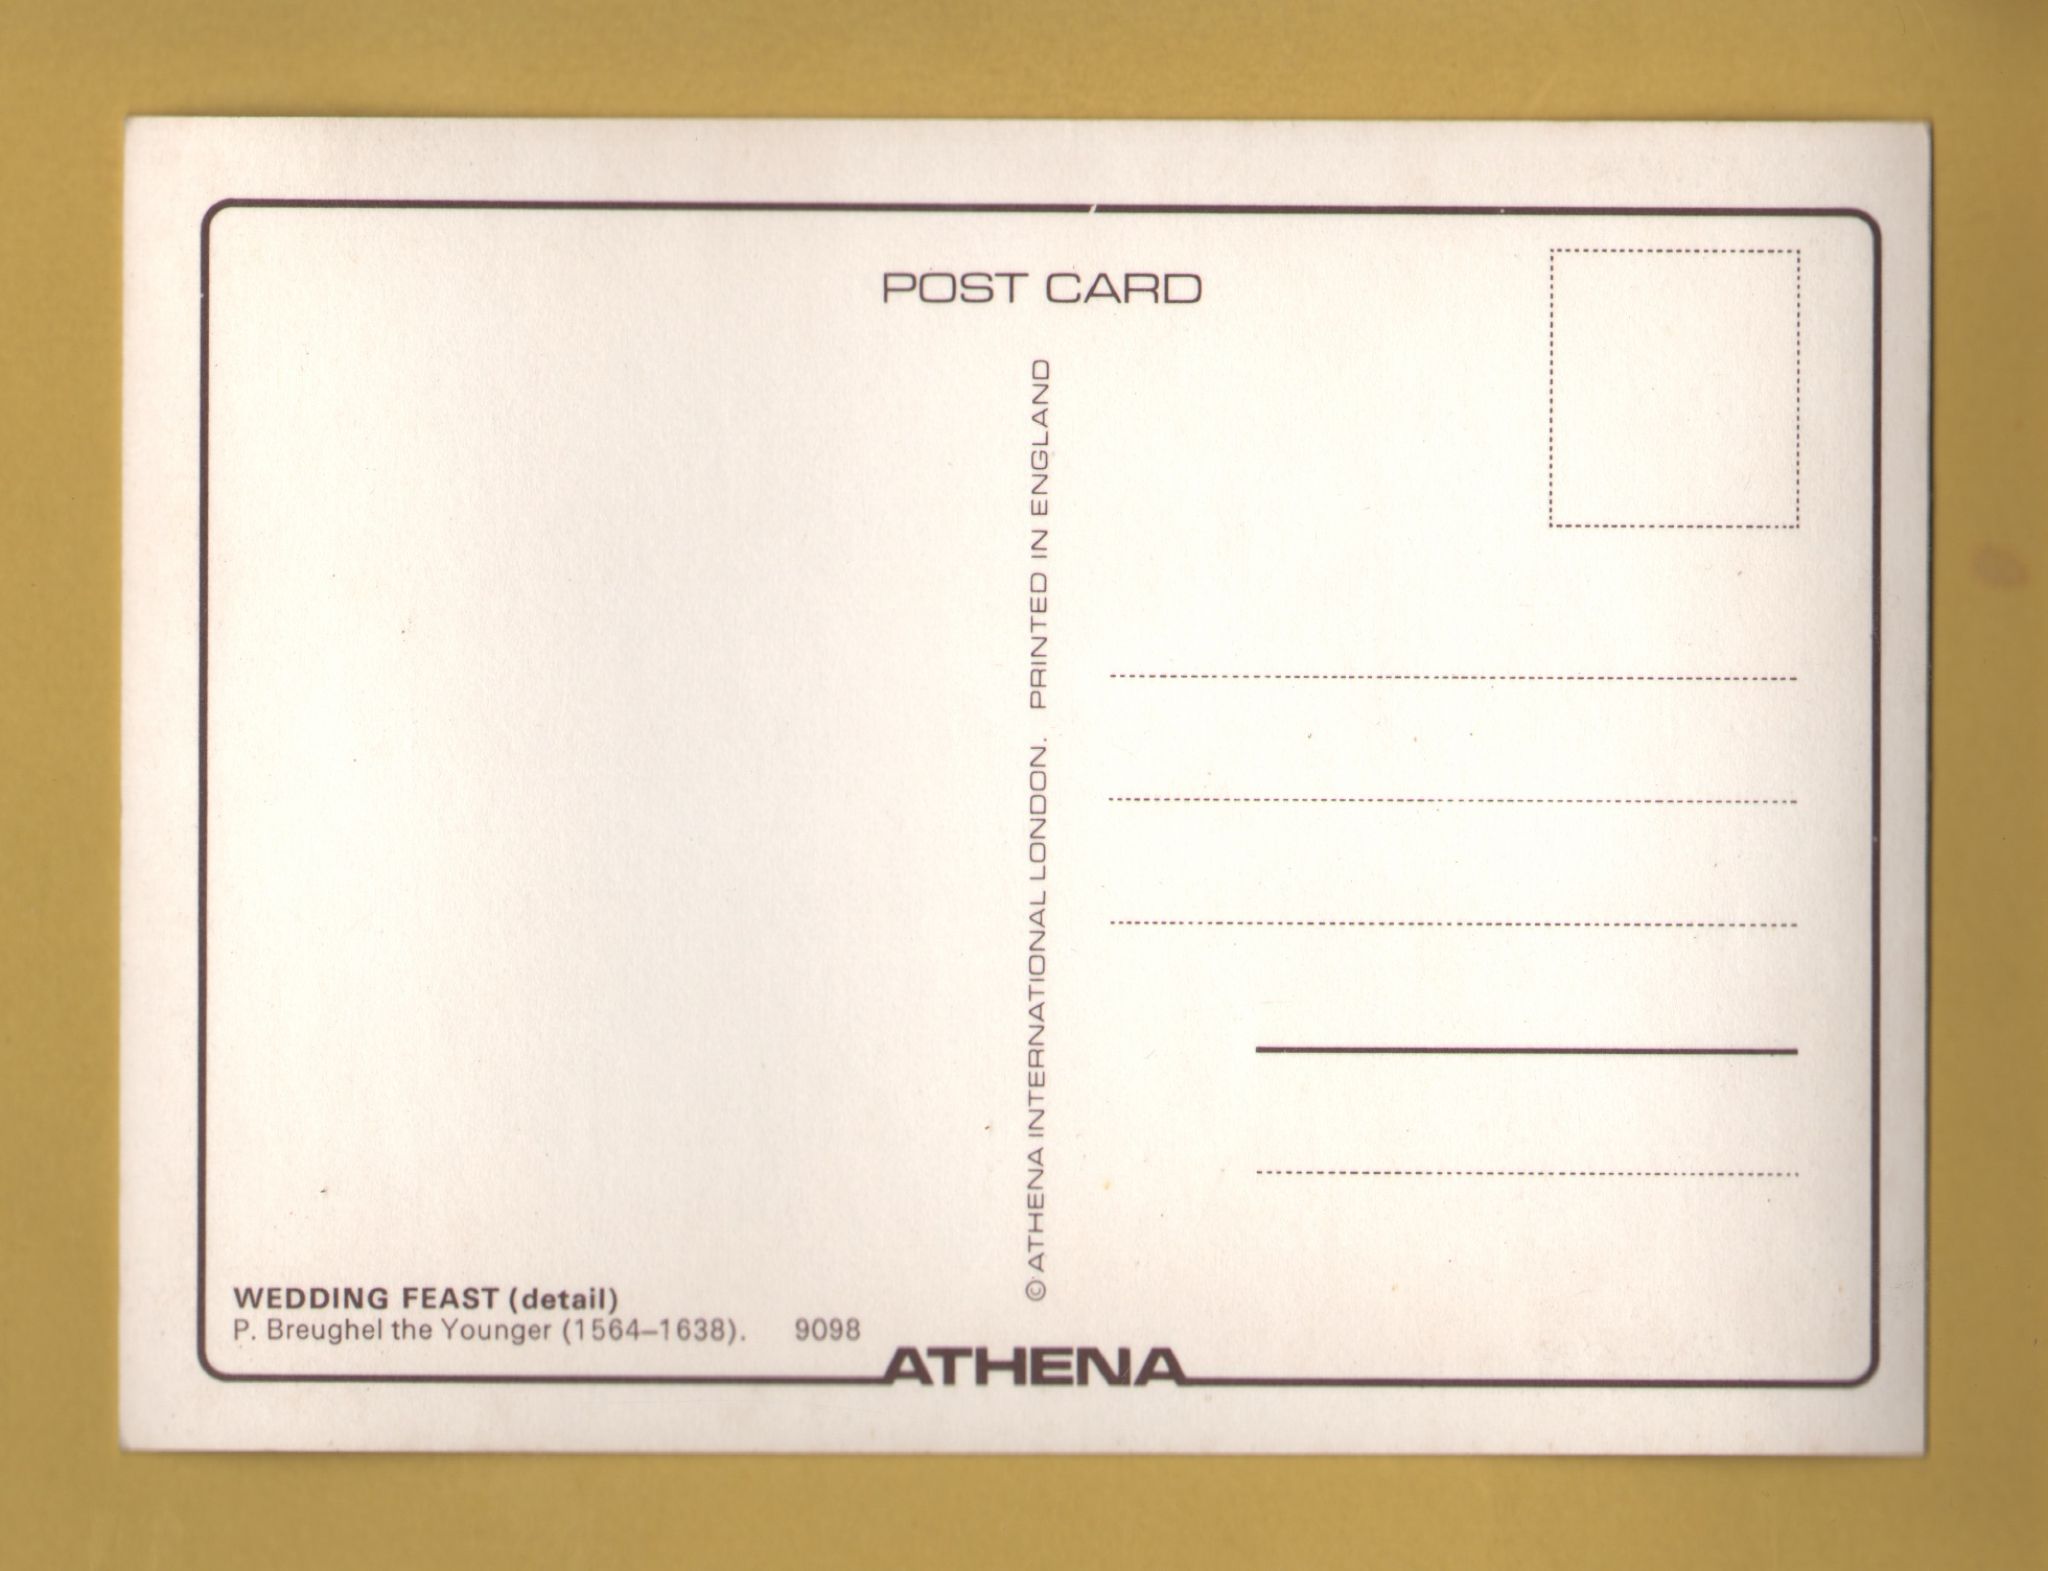 POST CARD
© ATHENA INTERNATIONAL LONDON. PRINTED IN ENGLAND
WEDDING FEAST (detail)
P. Breughel the Younger (1564–1638). 9098
ATHENA